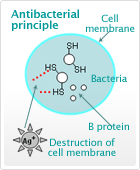 Antibacterial
principle
Cell
membrane
SH
SH
HS
HS
Bacteria
B protein
Ag+
Destruction of
cell membrane